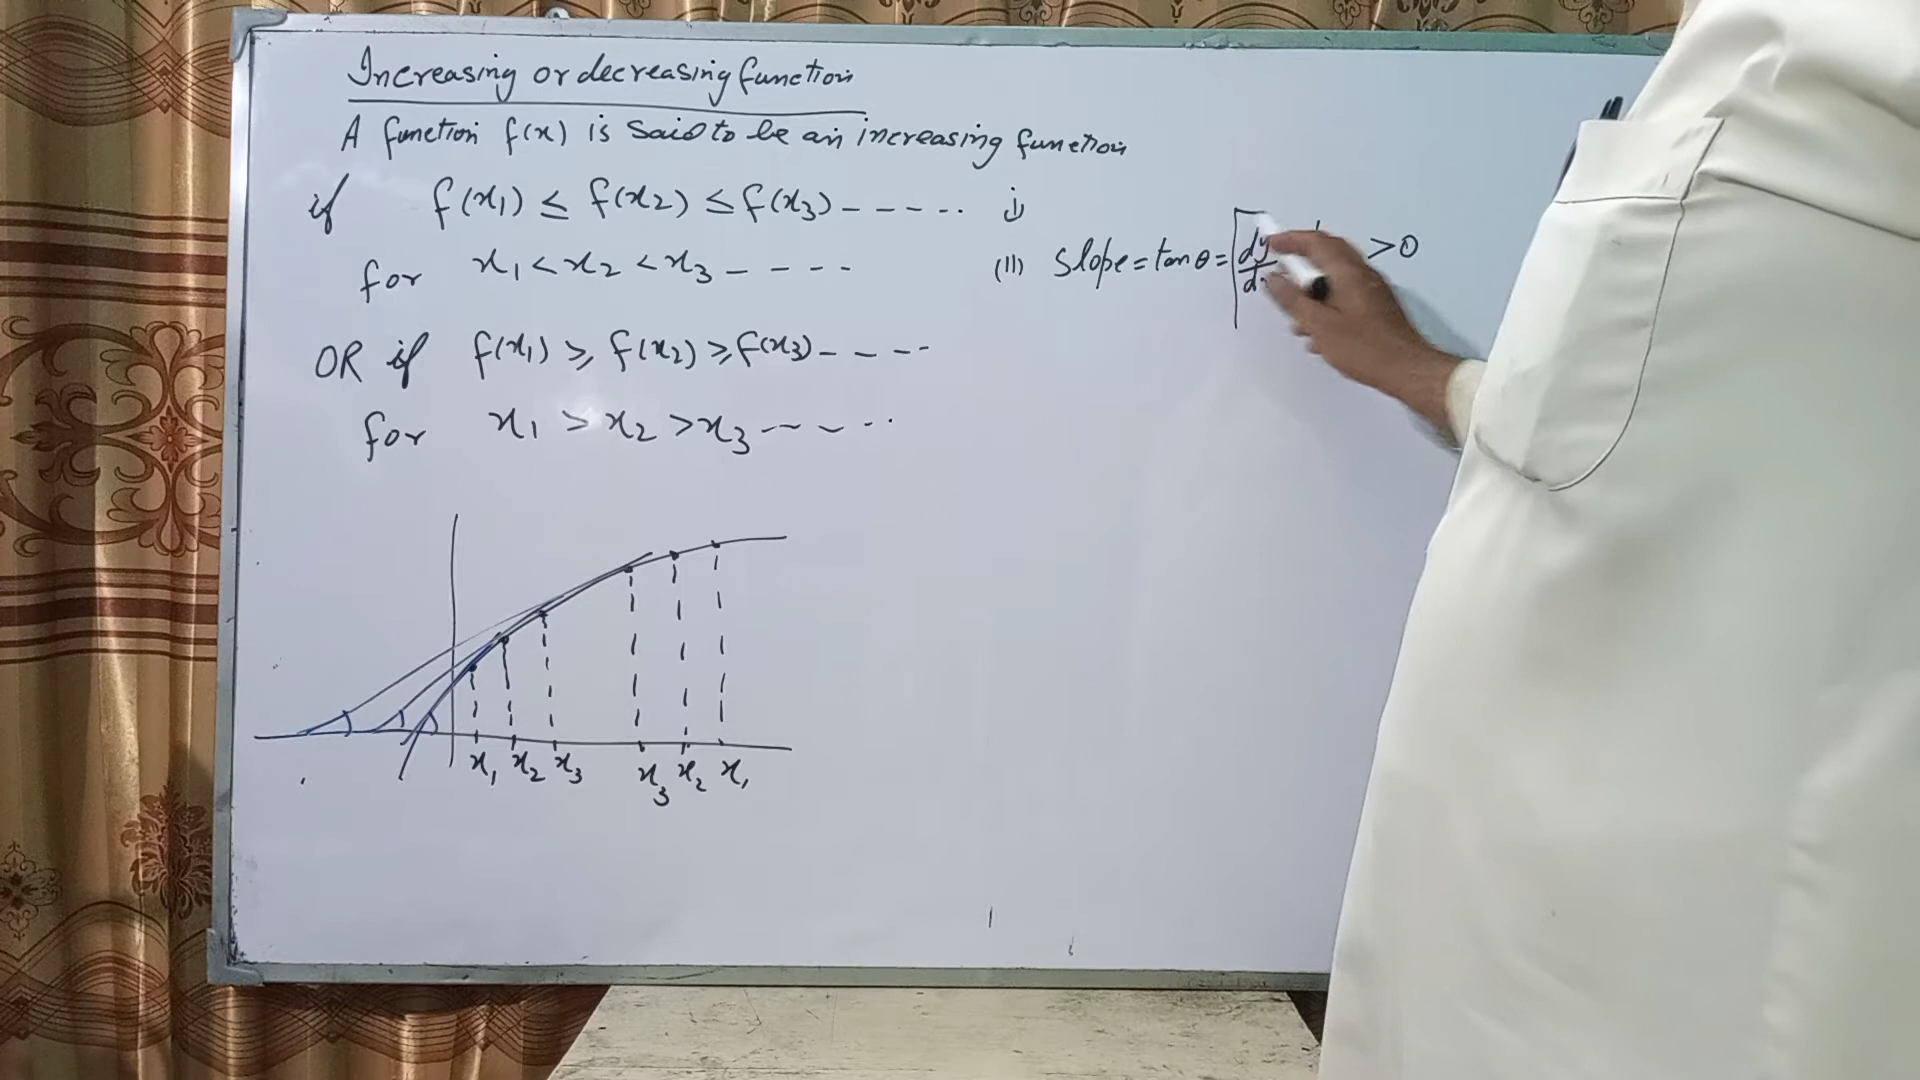 Increasing or decreasing function
A function f(x) is said to be an increasing function
if f(x₁) ≤ f(x₂) ≤ f(x₃) - - - - - - i)
for x₁ < x₂ < x₃ - - - - -
(II) Slope = tan θ = dy > 0
OR if f(x₁) ≥ f(x₂) ≥ f(x₃) - - - - -
for x₁ > x₂ > x₃ - - - - -
x₁ x₂ x₃ x₃ x₂ x₁